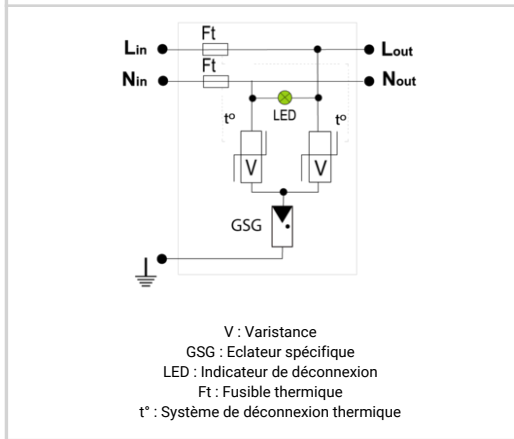 Ft
Lin Lout
Ft
Nin Nout
t° LED t°
V V
GSG
V : Varistance
GSG : Eclateur spécifique
LED : Indicateur de déconnexion
Ft : Fusible thermique
t° : Système de déconnexion thermique